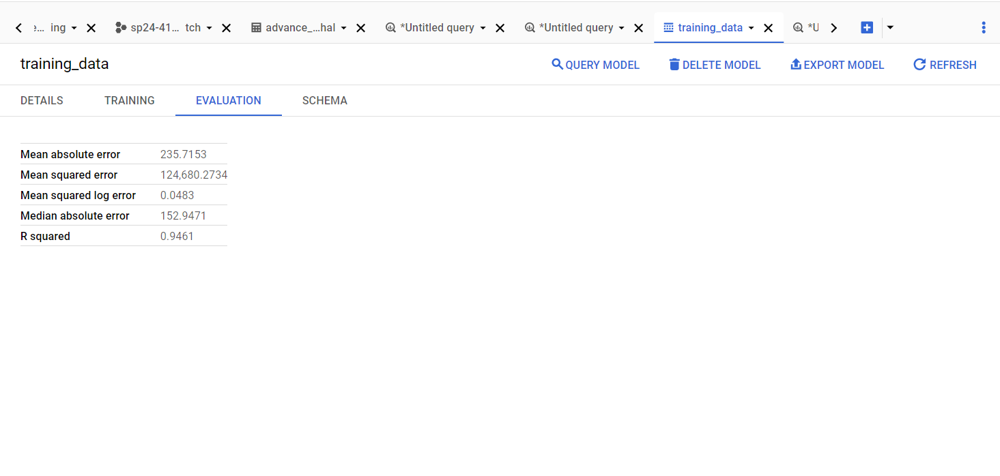 e... ing
sp24-41... tch
advance_...hal
*Untitled query
*Untitled query
training_data
*U
training_data
QUERY MODEL
DELETE MODEL
EXPORT MODEL
REFRESH
DETAILS
TRAINING
EVALUATION
SCHEMA
Mean absolute error 235.7153
Mean squared error 124,680.2734
Mean squared log error 0.0483
Median absolute error 152.9471
R squared 0.9461